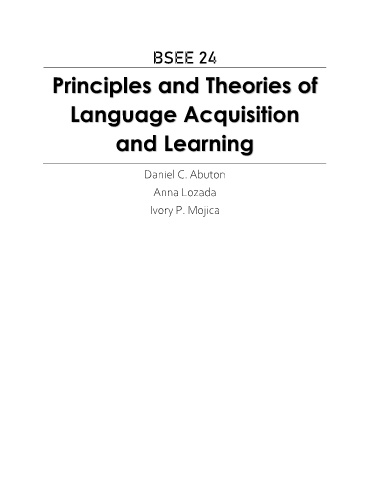 BSEE 24
Principles and Theories of
Language Acquisition
and Learning
Daniel C. Abuton
Anna Lozada
Ivory P. Mojica